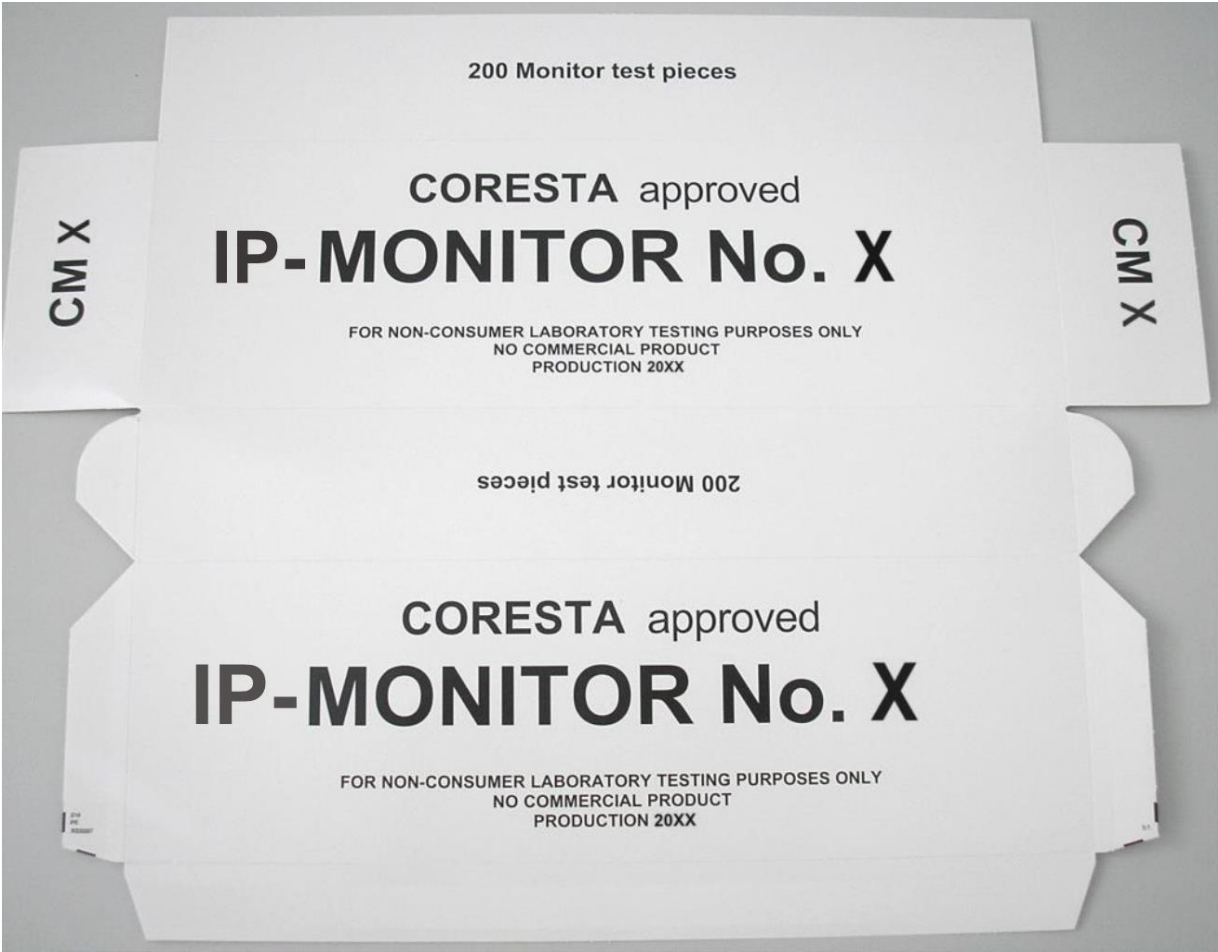 200 Monitor test pieces
CORESTA approved
IP-MONITOR No. X
CM X
CM X
FOR NON-CONSUMER LABORATORY TESTING PURPOSES ONLY
NO COMMERCIAL PRODUCT
PRODUCTION 20XX
200 Monitor test pieces
CORESTA approved
IP-MONITOR No. X
FOR NON-CONSUMER LABORATORY TESTING PURPOSES ONLY
NO COMMERCIAL PRODUCT
PRODUCTION 20XX